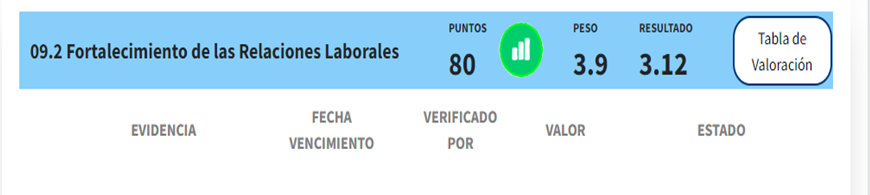 09.2 Fortalecimiento de las Relaciones Laborales
PUNTOS
80
PESO
3.9
RESULTADO
3.12
Tabla de
Valoración
EVIDENCIA
FECHA
VENCIMIENTO
VERIFICADO
POR
VALOR
ESTADO